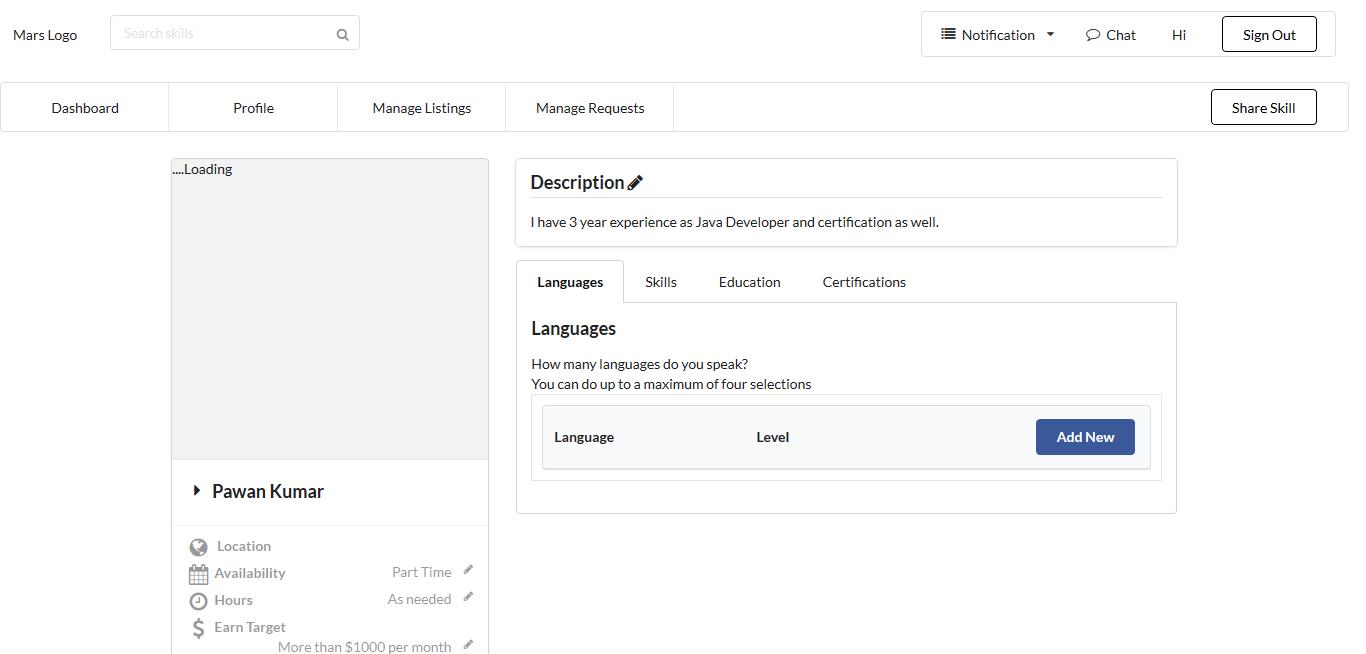 Mars Logo
Search skills
Notification
Chat
Hi
Sign Out
Dashboard
Profile
Manage Listings
Manage Requests
Share Skill
....Loading
Pawan Kumar
Location
Availability
Part Time
Hours
As needed
Earn Target
More than $1000 per month
Description
I have 3 year experience as Java Developer and certification as well.
Languages
Skills
Education
Certifications
Languages
How many languages do you speak?
You can do up to a maximum of four selections
Language
Level
Add New